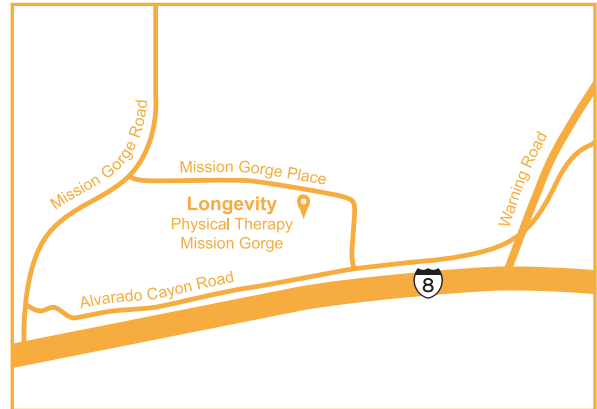 Mission Gorge Road
Mission Gorge Place
Warning Road
Longevity
Physical Therapy
Mission Gorge
Alvarado Cayon Road
8